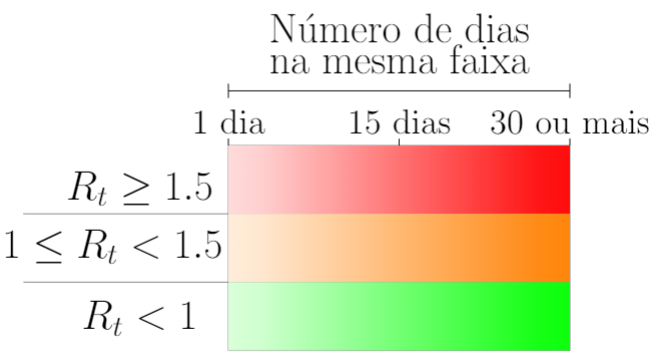 Número de dias
na mesma faixa
1 dia 15 dias 30 ou mais
R_t ≥ 1.5
1 ≤ R_t < 1.5
R_t < 1